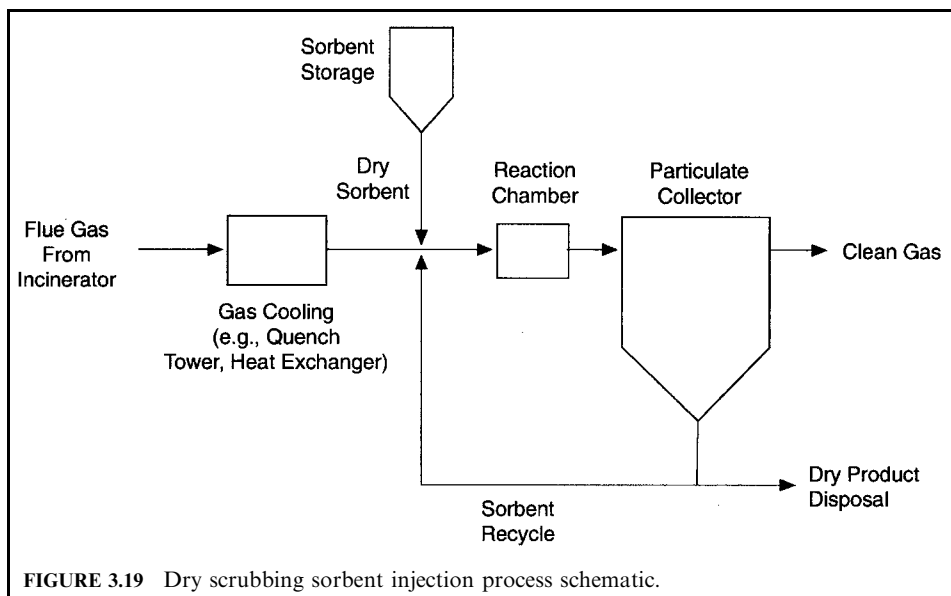 Sorbent
Storage
Dry
Sorbent
Reaction
Chamber
Particulate
Collector
Flue Gas
From
Incinerator
Clean Gas
Gas Cooling
(e.g., Quench
Tower, Heat Exchanger)
Dry Product
Disposal
Sorbent
Recycle
FIGURE 3.19 Dry scrubbing sorbent injection process schematic.